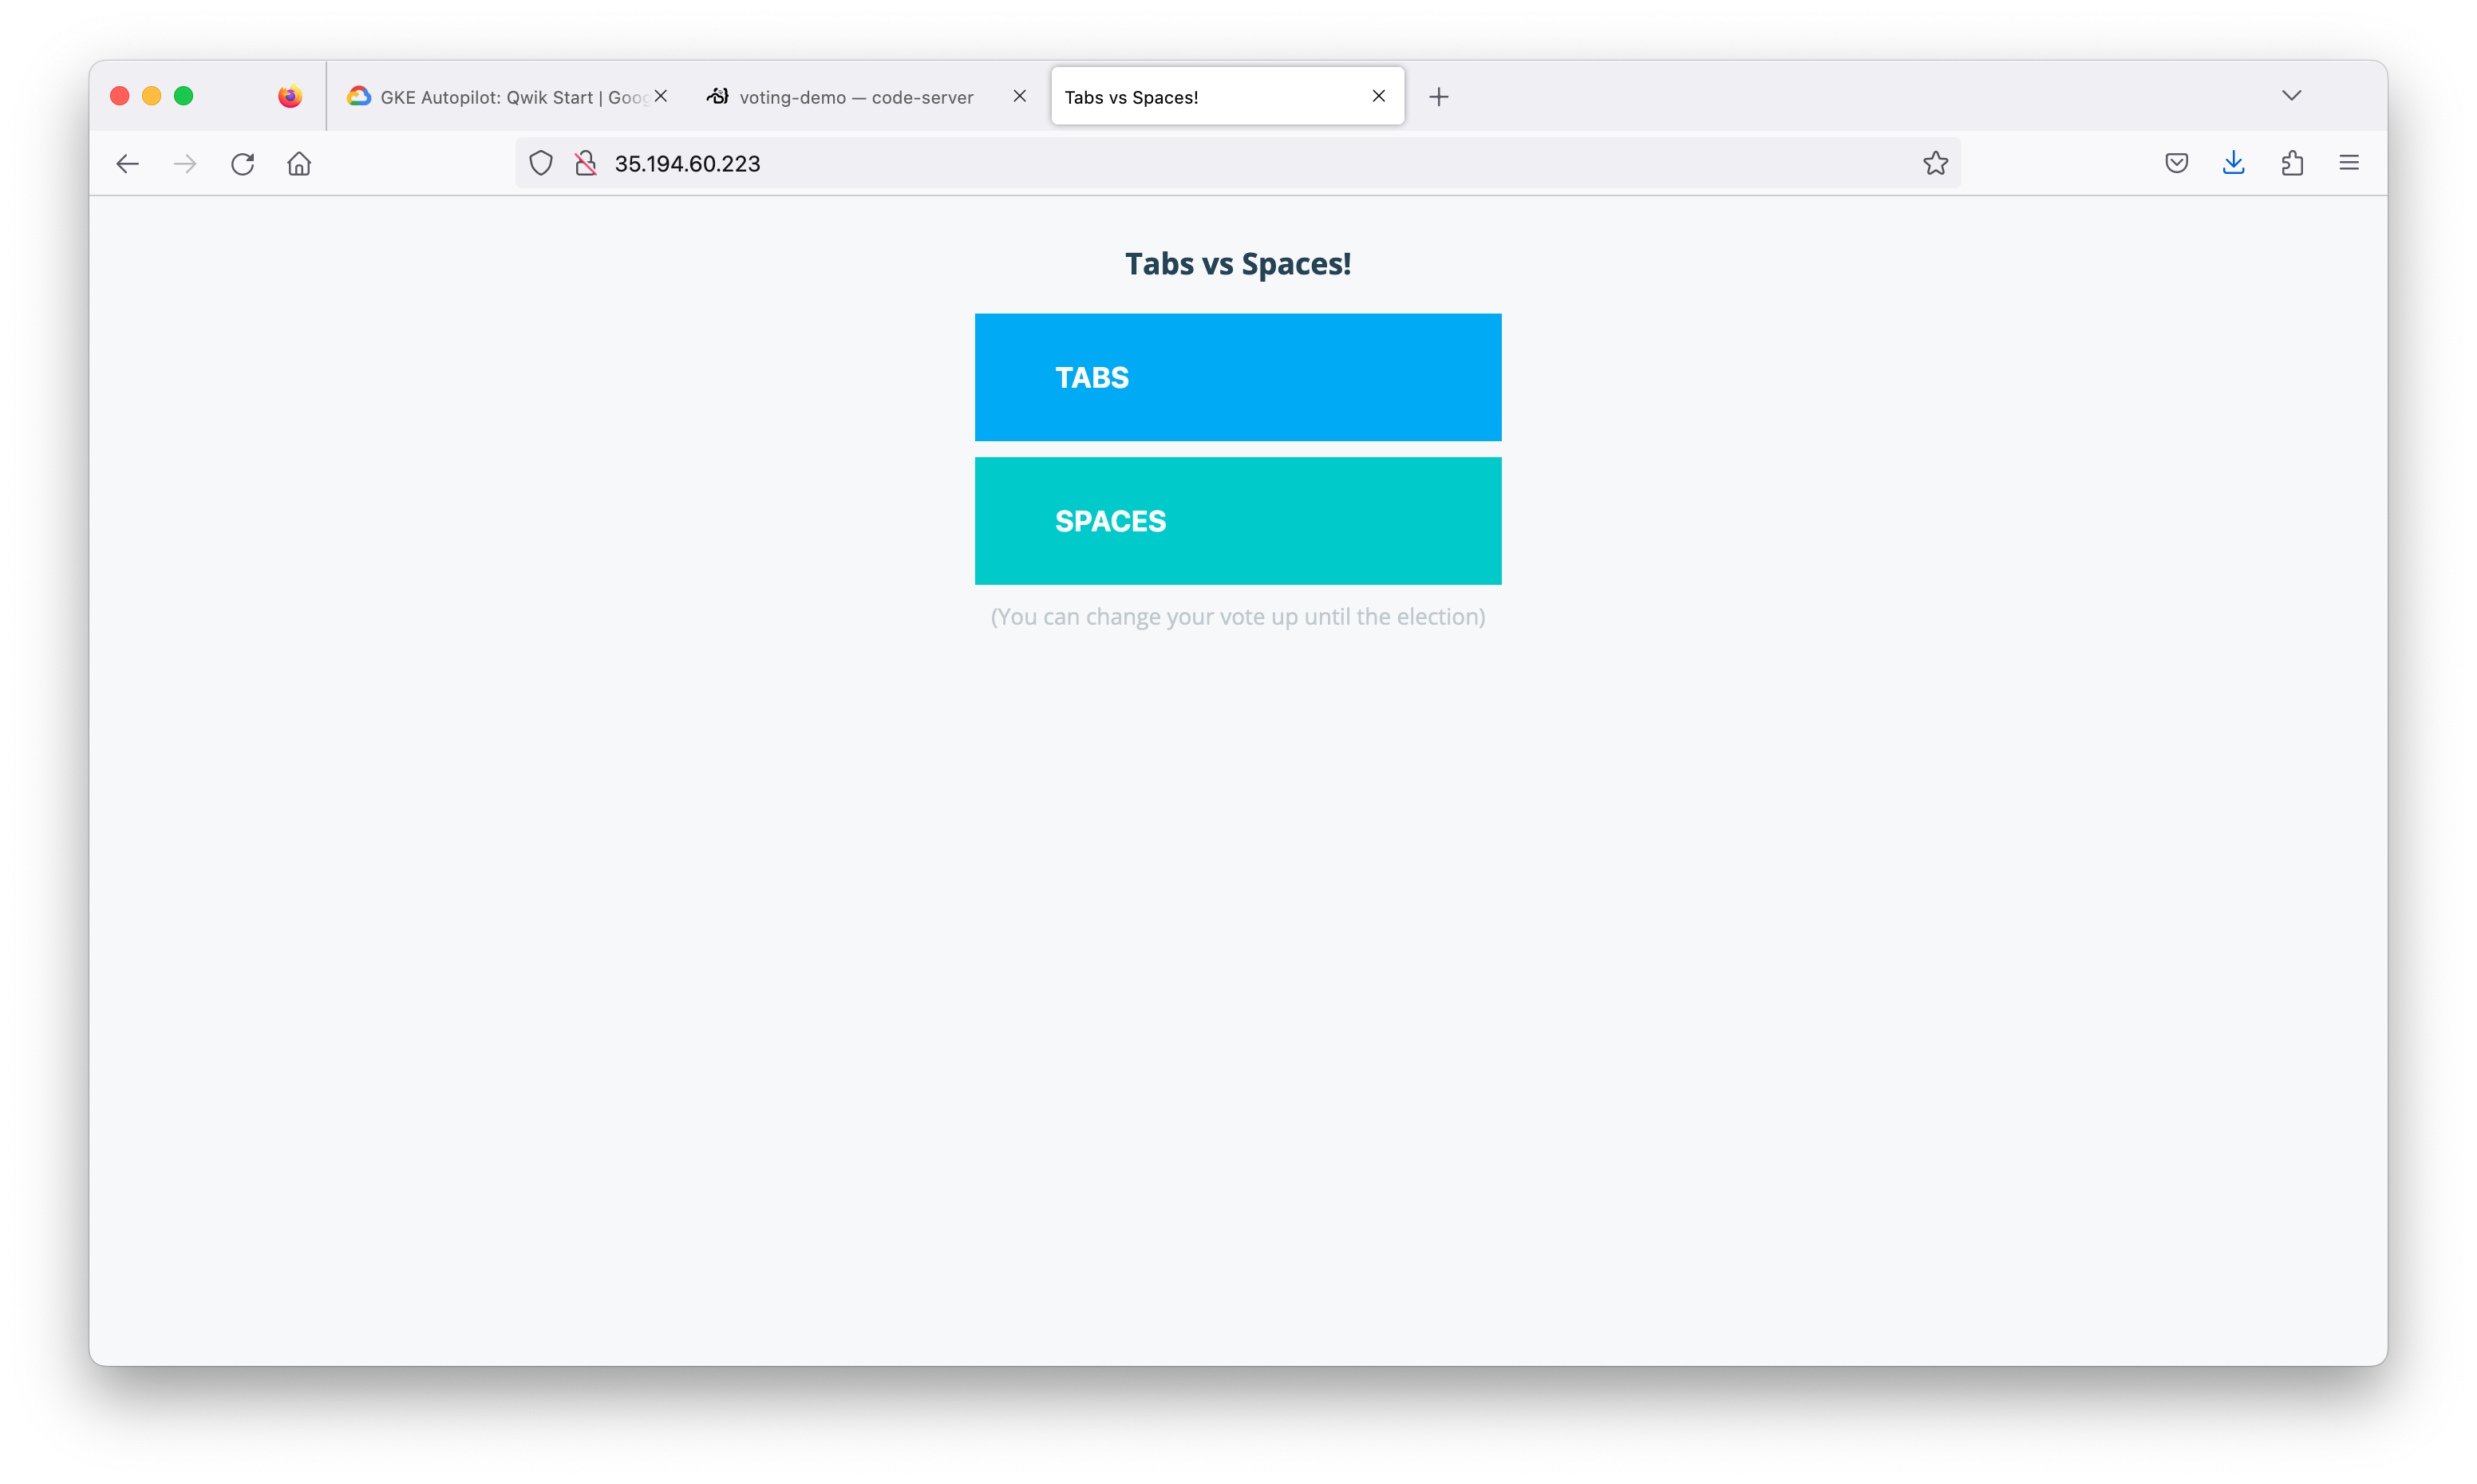 GKE Autopilot: Qwik Start | Goog
voting-demo — code-server
Tabs vs Spaces!
35.194.60.223
Tabs vs Spaces!
TABS
SPACES
(You can change your vote up until the election)